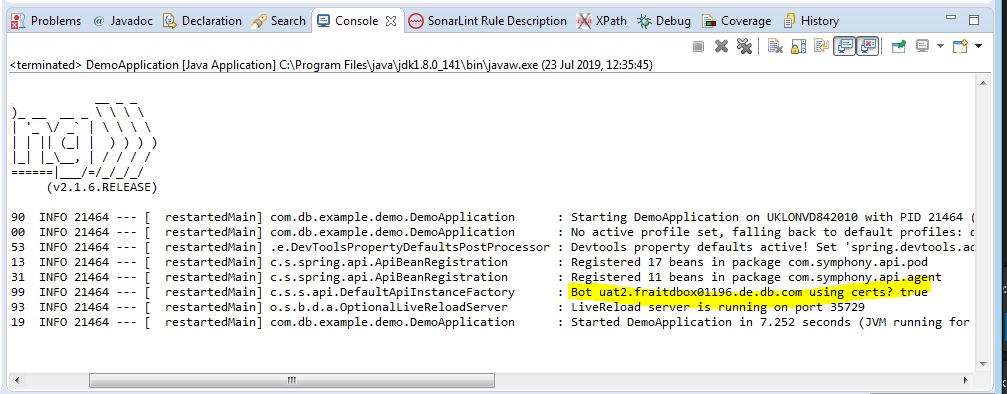 Problems @ Javadoc Declaration Search Console SonarLint Rule Description XPath Debug Coverage History
<terminated> DemoApplication [Java Application] C:\Program Files\java\jdk1.8.0_141\bin\javaw.exe (23 Jul 2019, 12:35:45)
(v2.1.6.RELEASE)
90 INFO 21464 --- [ restartedMain] com.db.example.demo.DemoApplication : Starting DemoApplication on UKLONVD842010 with PID 21464 (
00 INFO 21464 --- [ restartedMain] com.db.example.demo.DemoApplication : No active profile set, falling back to default profiles: d
53 INFO 21464 --- [ restartedMain] .e.DevToolsPropertyDefaultsPostProcessor : Devtools property defaults active! Set 'spring.devtools.ad
13 INFO 21464 --- [ restartedMain] c.s.spring.api.ApiBeanRegistration : Registered 17 beans in package com.symphony.api.pod
31 INFO 21464 --- [ restartedMain] c.s.spring.api.ApiBeanRegistration : Registered 11 beans in package com.symphony.api.agent
99 INFO 21464 --- [ restartedMain] c.s.s.api.DefaultApiInstanceFactory : Bot uat2.fraitdbox01196.de.db.com using certs? true
93 INFO 21464 --- [ restartedMain] o.s.b.d.a.OptionalLiveReloadServer : LiveReload server is running on port 35729
19 INFO 21464 --- [ restartedMain] com.db.example.demo.DemoApplication : Started DemoApplication in 7.252 seconds (JVM running for